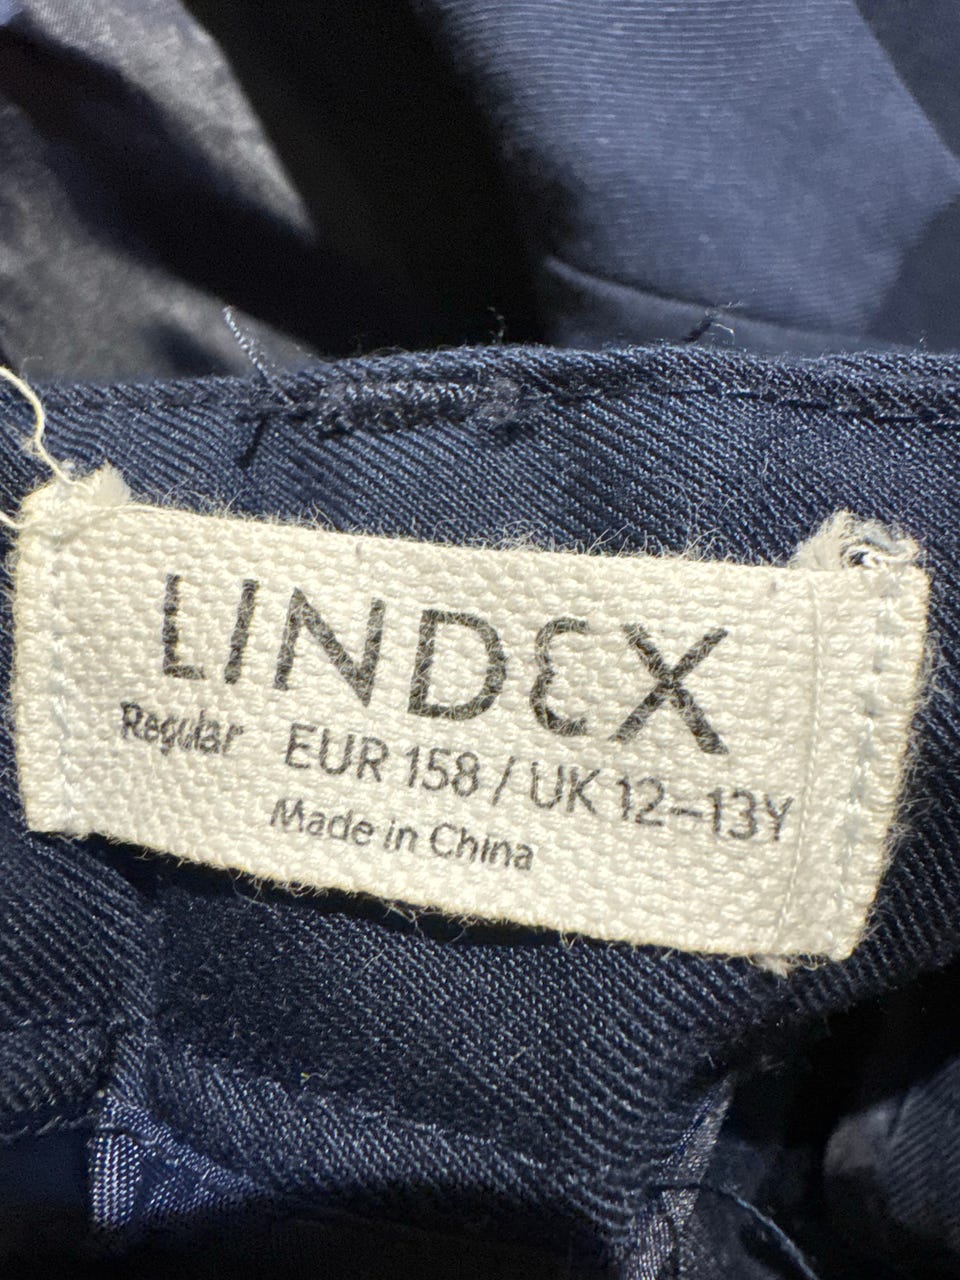 LINDEX
Regular EUR 158 / UK 12–13Y
Made in China